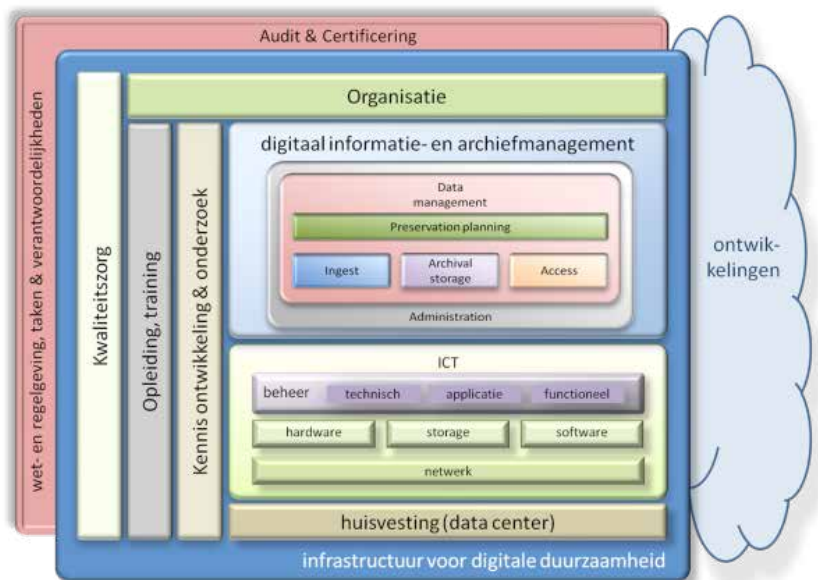 Audit & Certificering
wet- en regelgeving, taken & verantwoordelijkheden
Kwaliteitszorg
Opleiding, training
Kennis ontwikkeling & onderzoek
Organisatie
digitaal informatie- en archiefmanagement
Data
management
Preservation planning
Ingest
Archival
storage
Access
Administration
ICT
beheer technisch applicatie functioneel
hardware storage software
netwerk
huisvesting (data center)
infrastructuur voor digitale duurzaamheid
ontwik-
kelingen